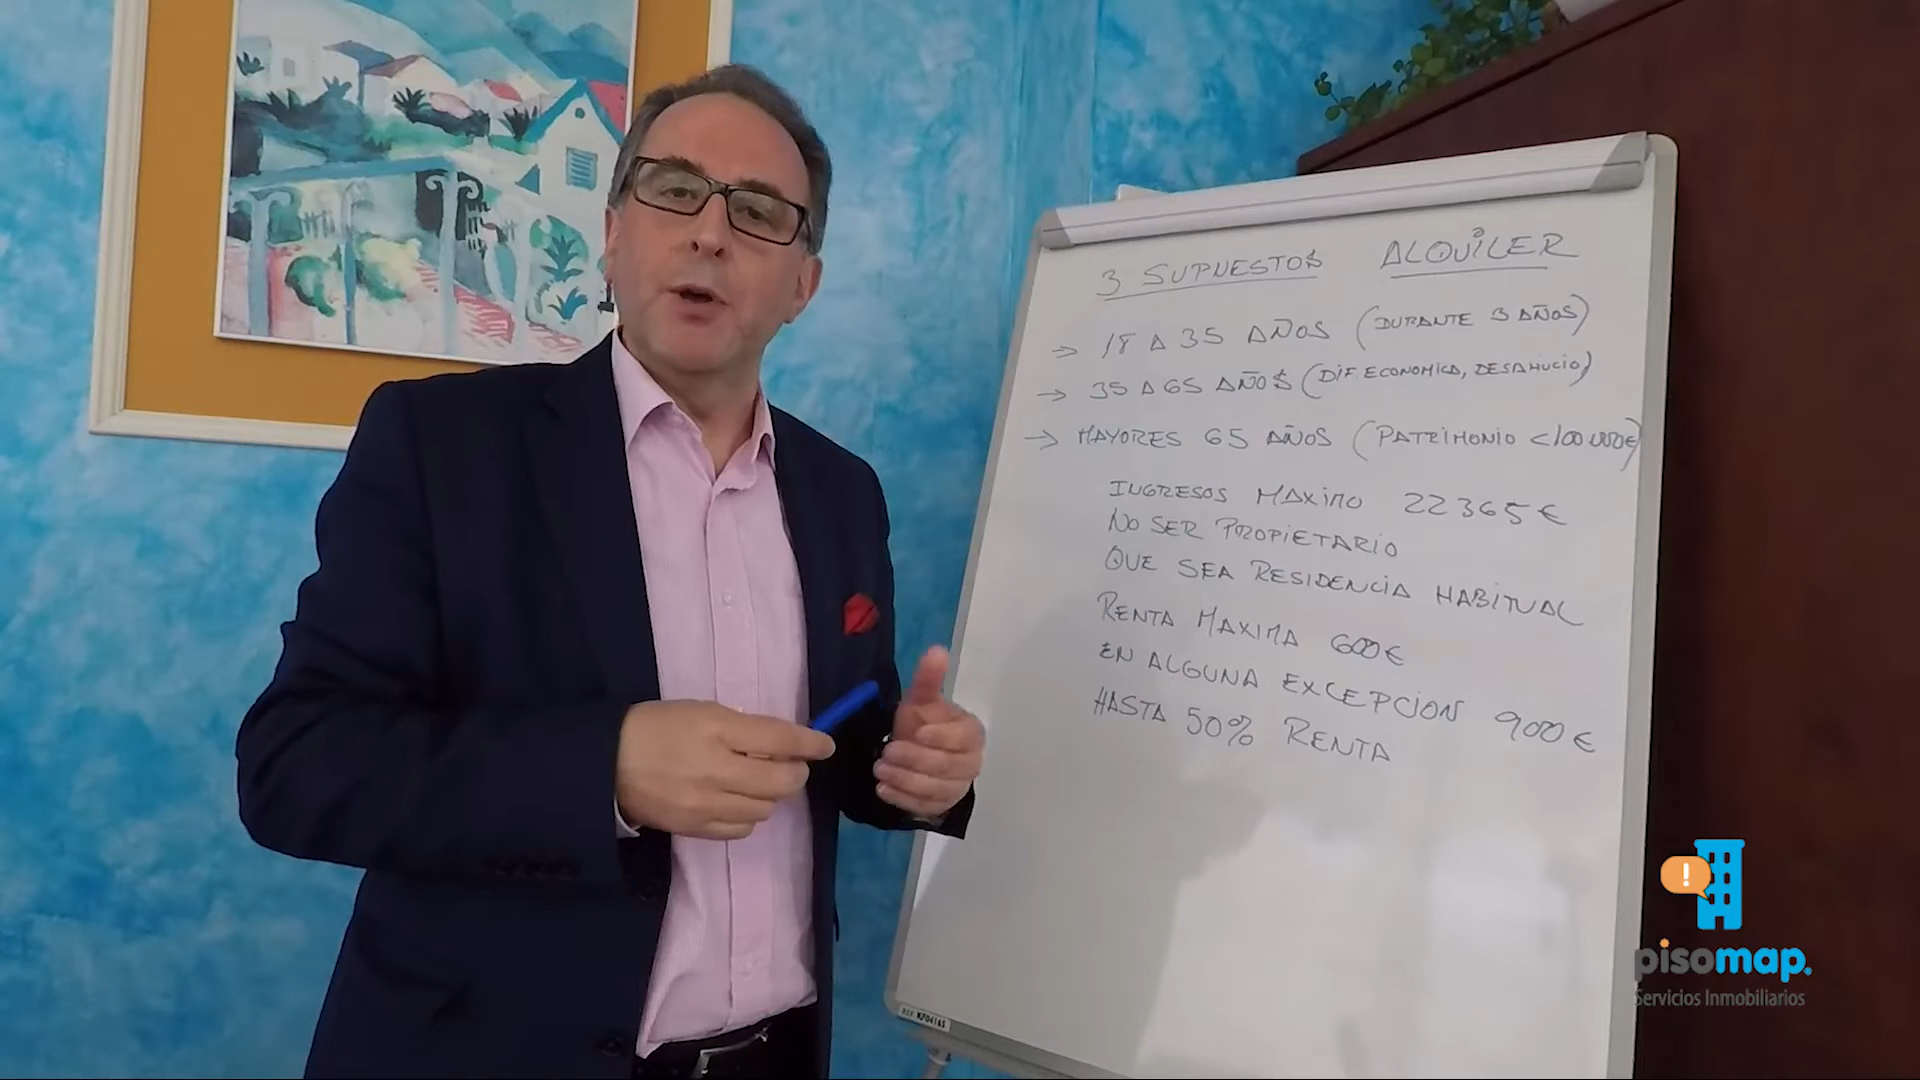 3 SUPUESTOS ALQUILER
→ 18 A 35 AÑOS (DURANTE 3 AÑOS)
→ 35 A 65 AÑOS (DIF. ECONOMICA, DESAHUCIO)
→ MAYORES 65 AÑOS (PATRIMONIO <100.000€)
INGRESOS MAXIMO 22365€
NO SER PROPIETARIO
QUE SEA RESIDENCIA HABITUAL
RENTA MAXIMA 600€
EN ALGUNA EXCEPCION 900€
HASTA 50% RENTA
!
pisomap.
Servicios Inmobiliarios